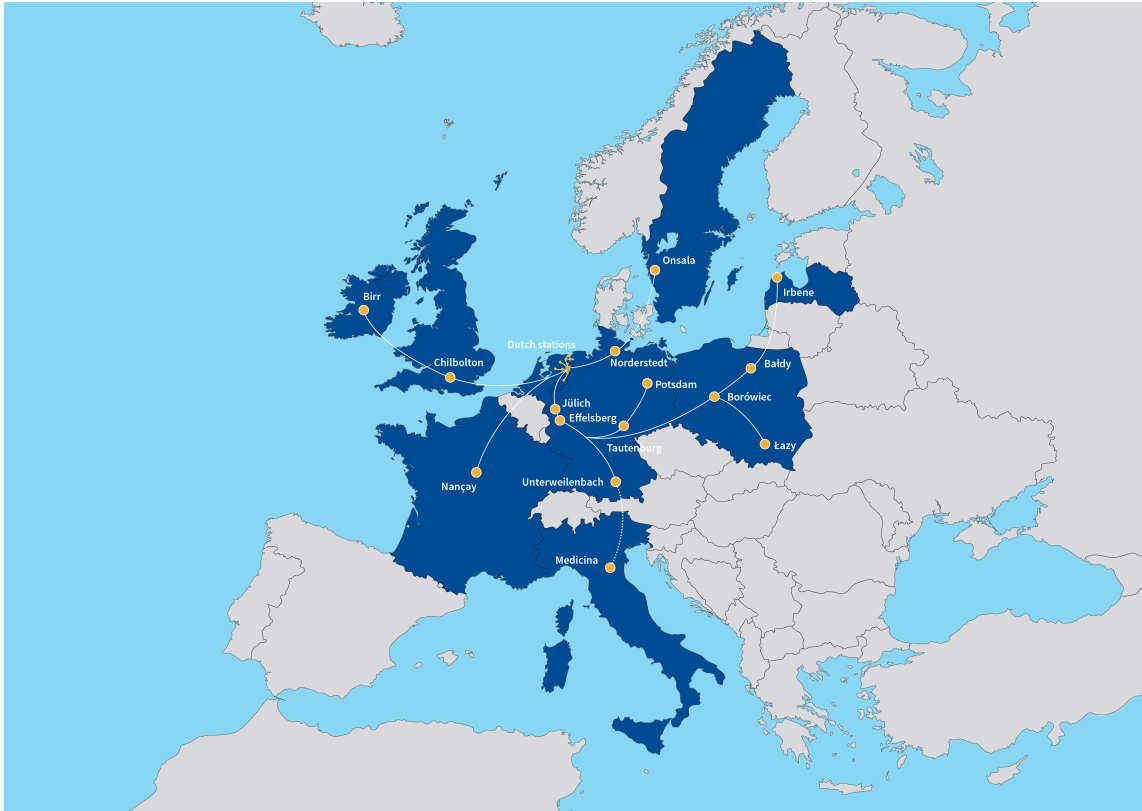 Onsala
Irbene
Birr
Dutch stations
Chilbolton
Norderstedt
Bałdy
Potsdam
Borówiec
Jülich
Effelsberg
Tautenburg
Łazy
Nançay
Unterweilenbach
Medicina